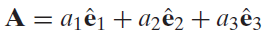 A = a₁ê₁ + a₂ê₂ + a₃ê₃